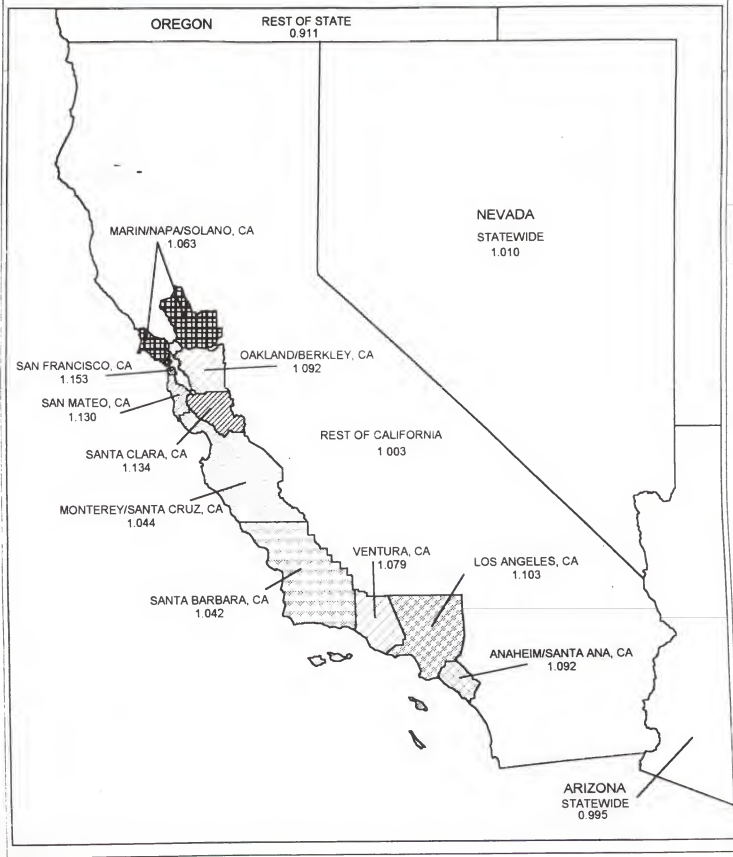 OREGON REST OF STATE
0.911
NEVADA
STATEWIDE
1.010
MARIN/NAPA/SOLANO, CA
1.063
OAKLAND/BERKLEY, CA
1 092
SAN FRANCISCO, CA
1.153
SAN MATEO, CA
1.130
REST OF CALIFORNIA
1 003
SANTA CLARA, CA
1.134
MONTEREY/SANTA CRUZ, CA
1.044
VENTURA, CA
1.079
LOS ANGELES, CA
1.103
SANTA BARBARA, CA
1.042
ANAHEIM/SANTA ANA, CA
1.092
ARIZONA
STATEWIDE
0.995